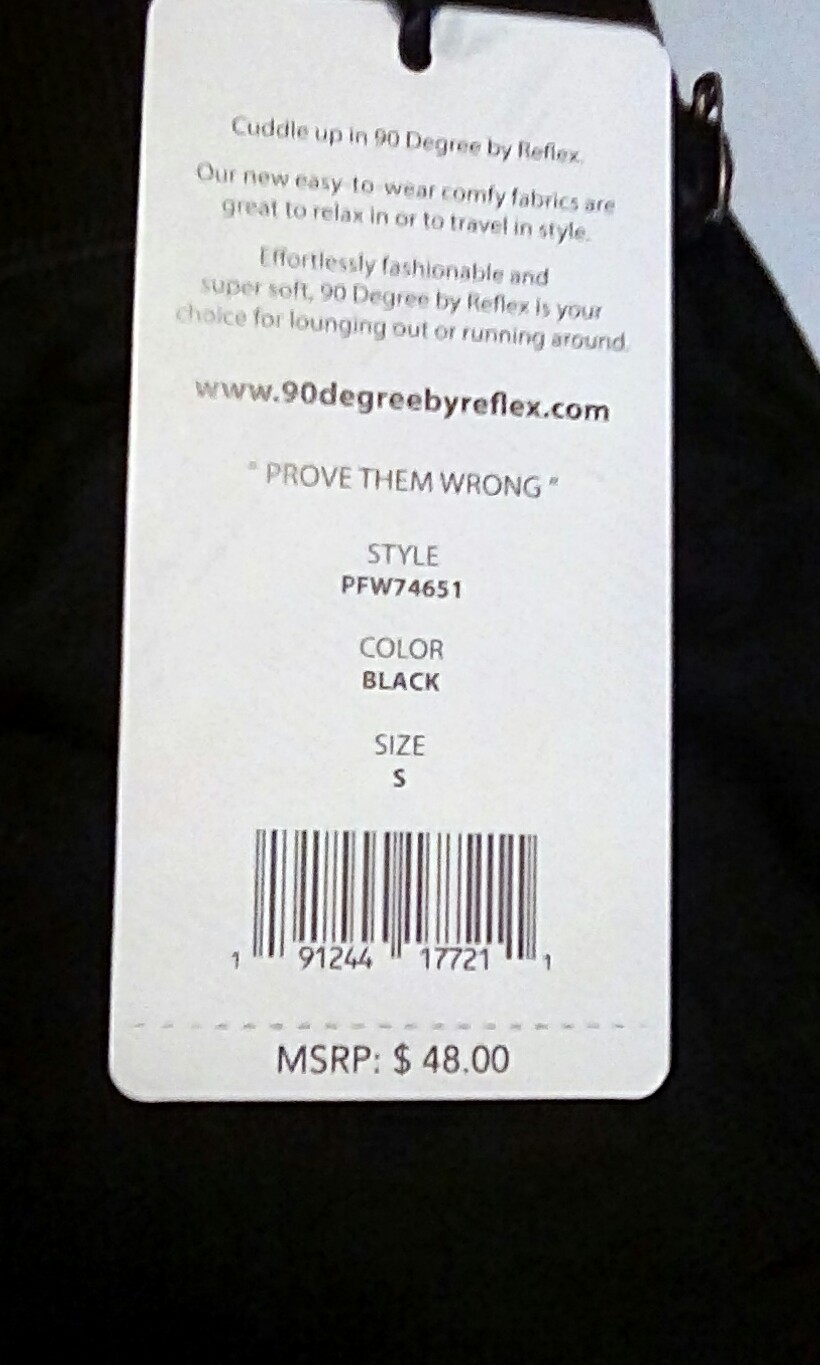 Cuddle up in 90 Degree by Reflex.
Our new easy-to-wear comfy fabrics are
great to relax in or to travel in style.
Effortlessly fashionable and
super soft, 90 Degree by Reflex is your
choice for lounging out or running around.
www.90degreebyreflex.com
" PROVE THEM WRONG "
STYLE
PFW74651
COLOR
BLACK
SIZE
S
1 91244 17721 1
MSRP: $ 48.00